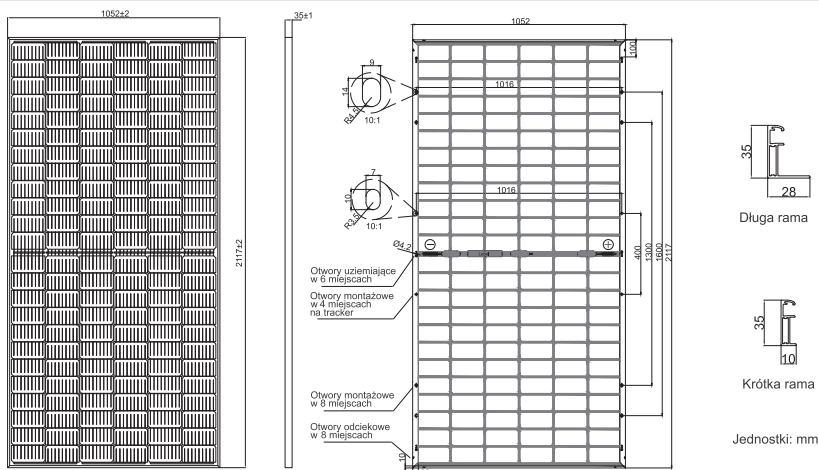 1052±2
35±1
1052
100
9
14
R4,5
10:1
1016
7
10
R3,5
10:1
1016
2117±2
Ø4,2
400
1300
1600
2117
Otwory uziemiające
w 6 miejscach
Otwory montażowe
w 4 miejscach
na tracker
Otwory montażowe
w 8 miejscach
Otwory odciekowe
w 8 miejscach
10
35
28
Długa rama
35
10
Krótka rama
Jednostki: mm